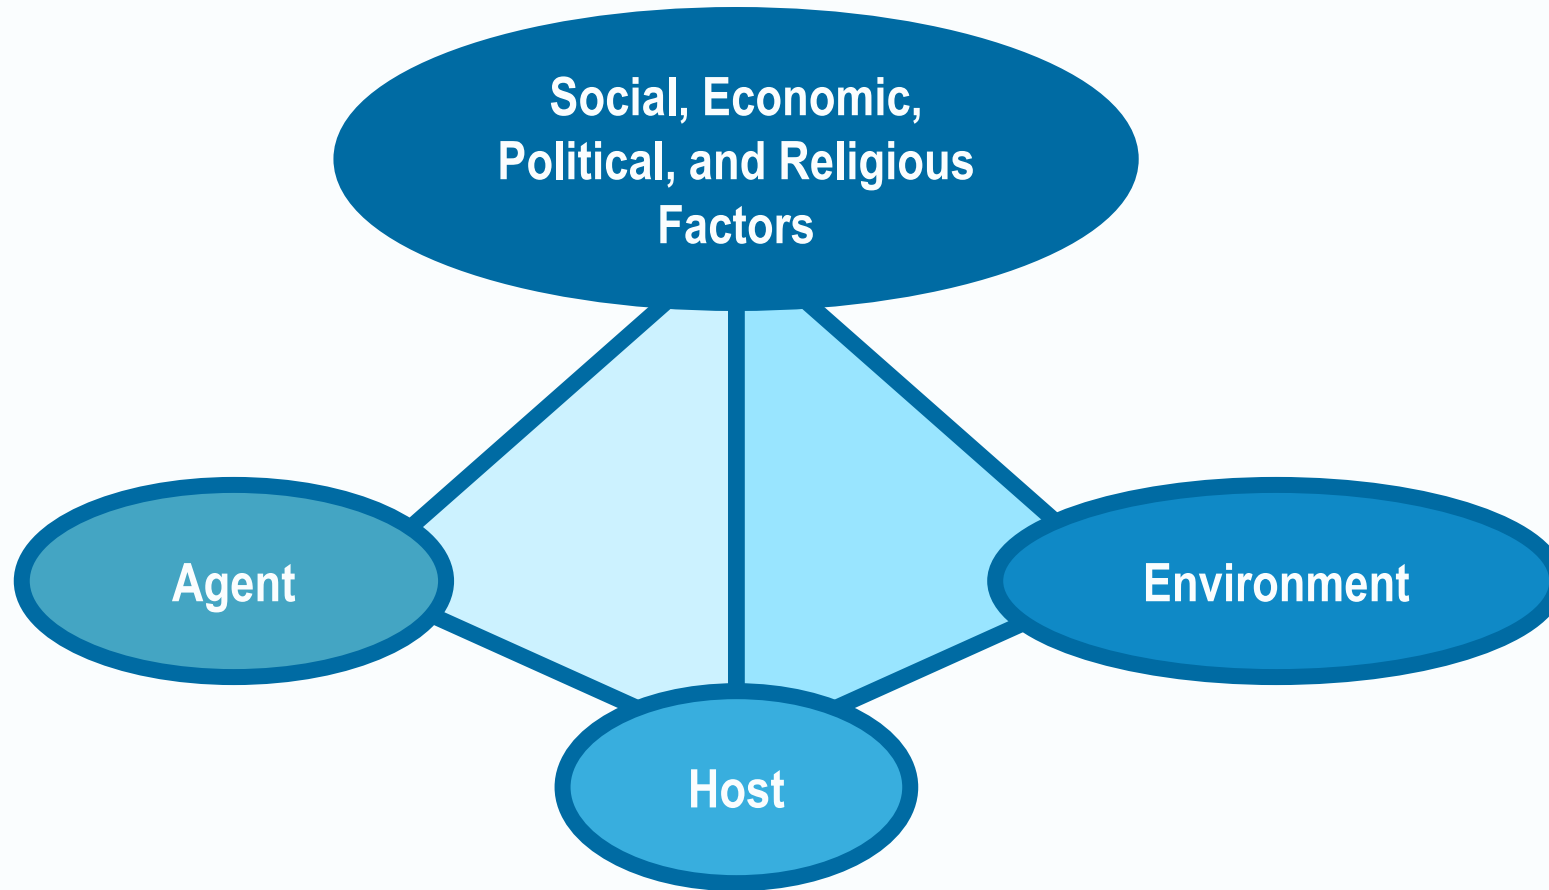 Social, Economic,
Political, and Religious
Factors
Agent
Environment
Host